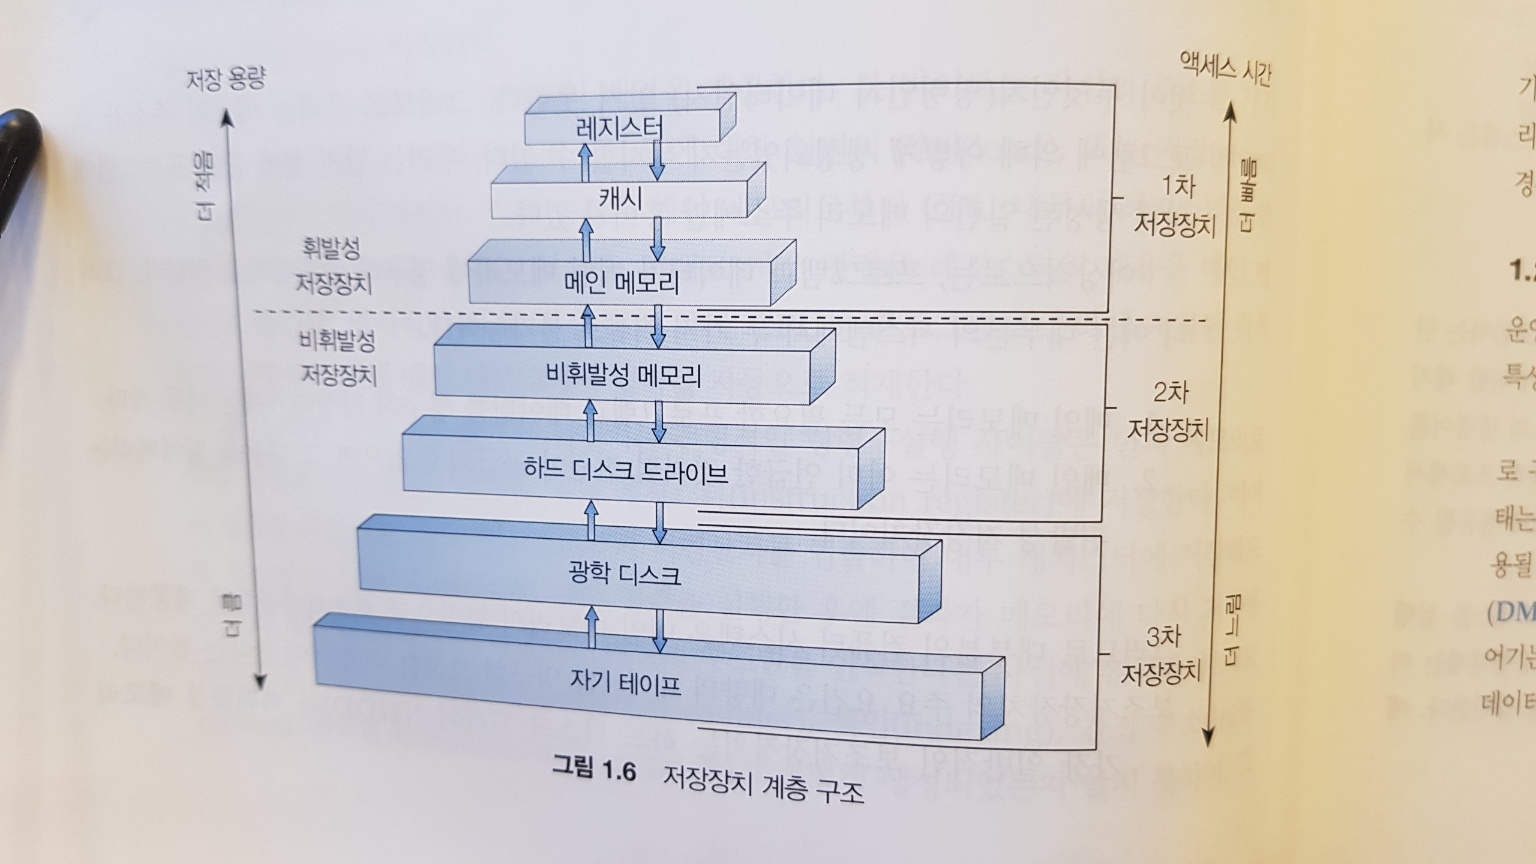 저장 용량
액세스 시간
더 적음
더 빠름
레지스터
캐시
1차
저장장치
휘발성
저장장치
메인 메모리
비휘발성
저장장치
비휘발성 메모리
2차
저장장치
하드 디스크 드라이브
광학 디스크
더 큼
더 느림
3차
저장장치
자기 테이프
그림 1.6 저장장치 계층 구조
기
리
경
1.
특
로
태는
용될
(DM
어기는
데이터